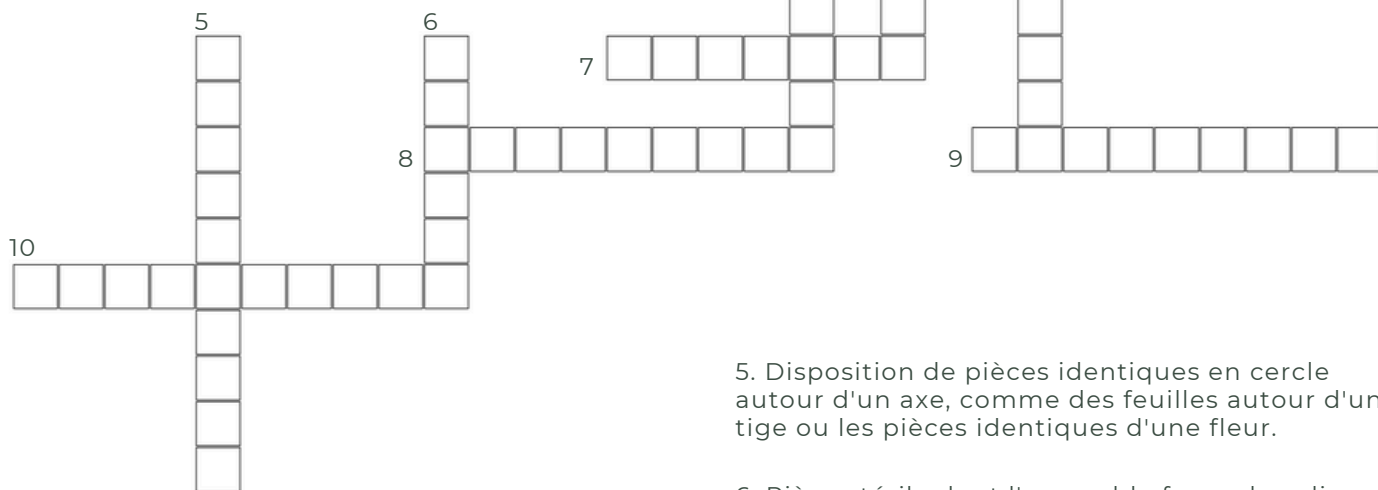 5
6
7
8
9
10
5. Disposition de pièces identiques en cercle
autour d'un axe, comme des feuilles autour d'un
tige ou les pièces identiques d'une fleur.